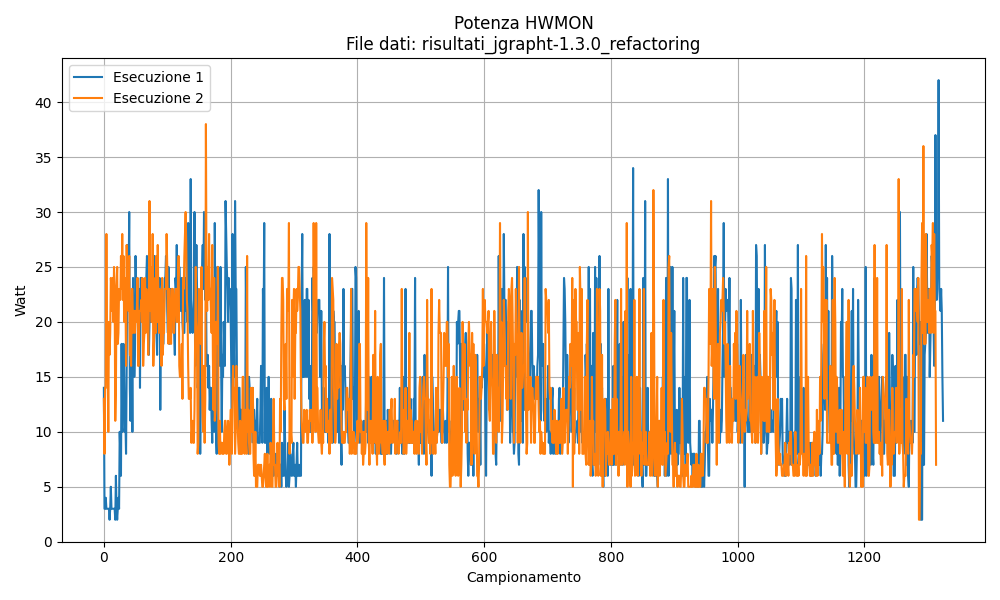 Potenza HWMON
File dati: risultati_jgrapht-1.3.0_refactoring
Esecuzione 1
Esecuzione 2
Watt
40
35
30
25
20
15
10
5
0
0 200 400 600 800 1000 1200
Campionamento